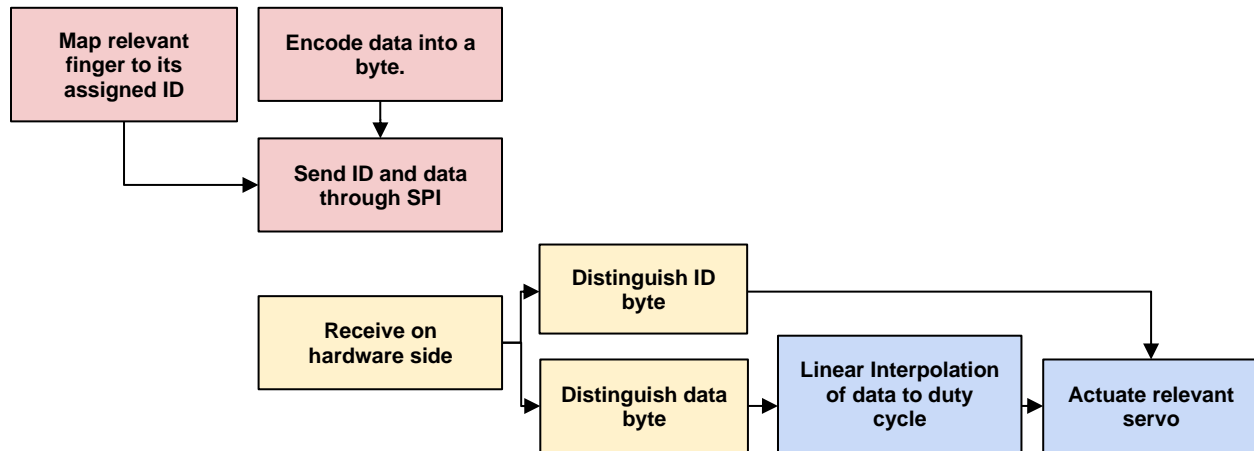 Map relevant
finger to its
assigned ID
Encode data into a
byte.
Send ID and data
through SPI
Receive on
hardware side
Distinguish ID
byte
Distinguish data
byte
Linear Interpolation
of data to duty
cycle
Actuate relevant
servo